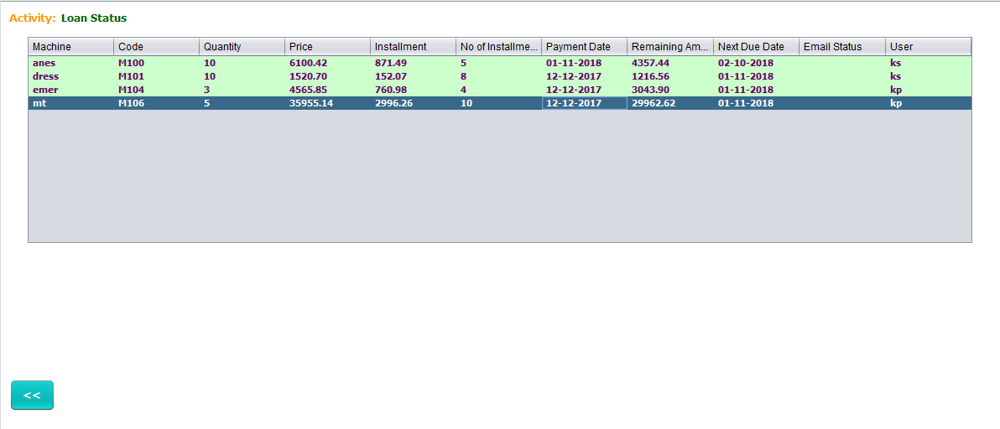 Activity: Loan Status
Machine Code Quantity Price Installment No of Installme... Payment Date Remaining Am... Next Due Date Email Status User
anes M100 10 6100.42 871.49 5 01-11-2018 4357.44 02-10-2018 ks
dress M101 10 1520.70 152.07 8 12-12-2017 1216.56 01-11-2018 ks
emer M104 3 4565.85 760.98 4 12-12-2017 3043.90 01-11-2018 kp
mt M106 5 35955.14 2996.26 10 12-12-2017 29962.62 01-11-2018 kp
<<